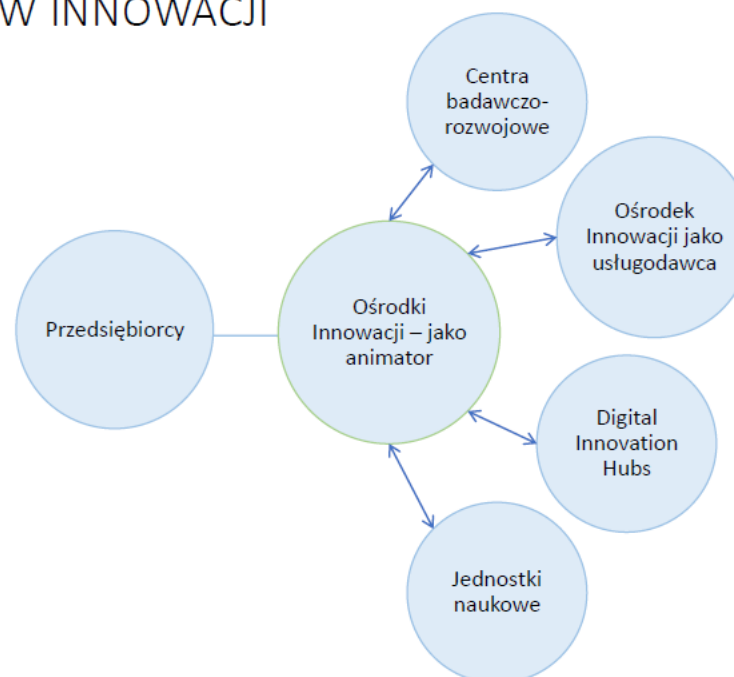 W INNOWACJI
Centra
badawczo-
rozwojowe
Ośrodek
Innowacji jako
usługodawca
Przedsiębiorcy
Ośrodki
Innowacji – jako
animator
Digital
Innovation
Hubs
Jednostki
naukowe